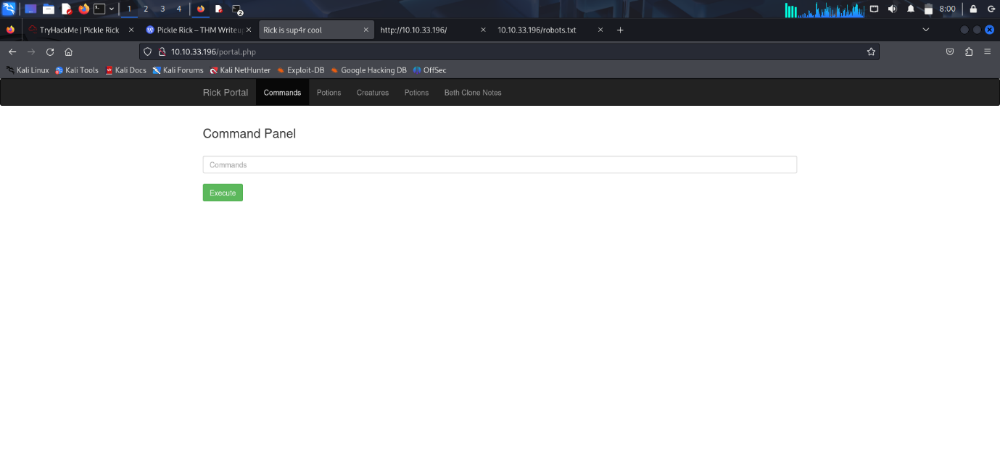 1 2 3 4 2 8:00
TryHackMe | Pickle Rick Pickle Rick – THM Writeup Rick is sup4r cool http://10.10.33.196/ 10.10.33.196/robots.txt
10.10.33.196/portal.php
Kali Linux Kali Tools Kali Docs Kali Forums Kali NetHunter Exploit-DB Google Hacking DB OffSec
Rick Portal Commands Potions Creatures Potions Beth Clone Notes
Command Panel
Commands
Execute